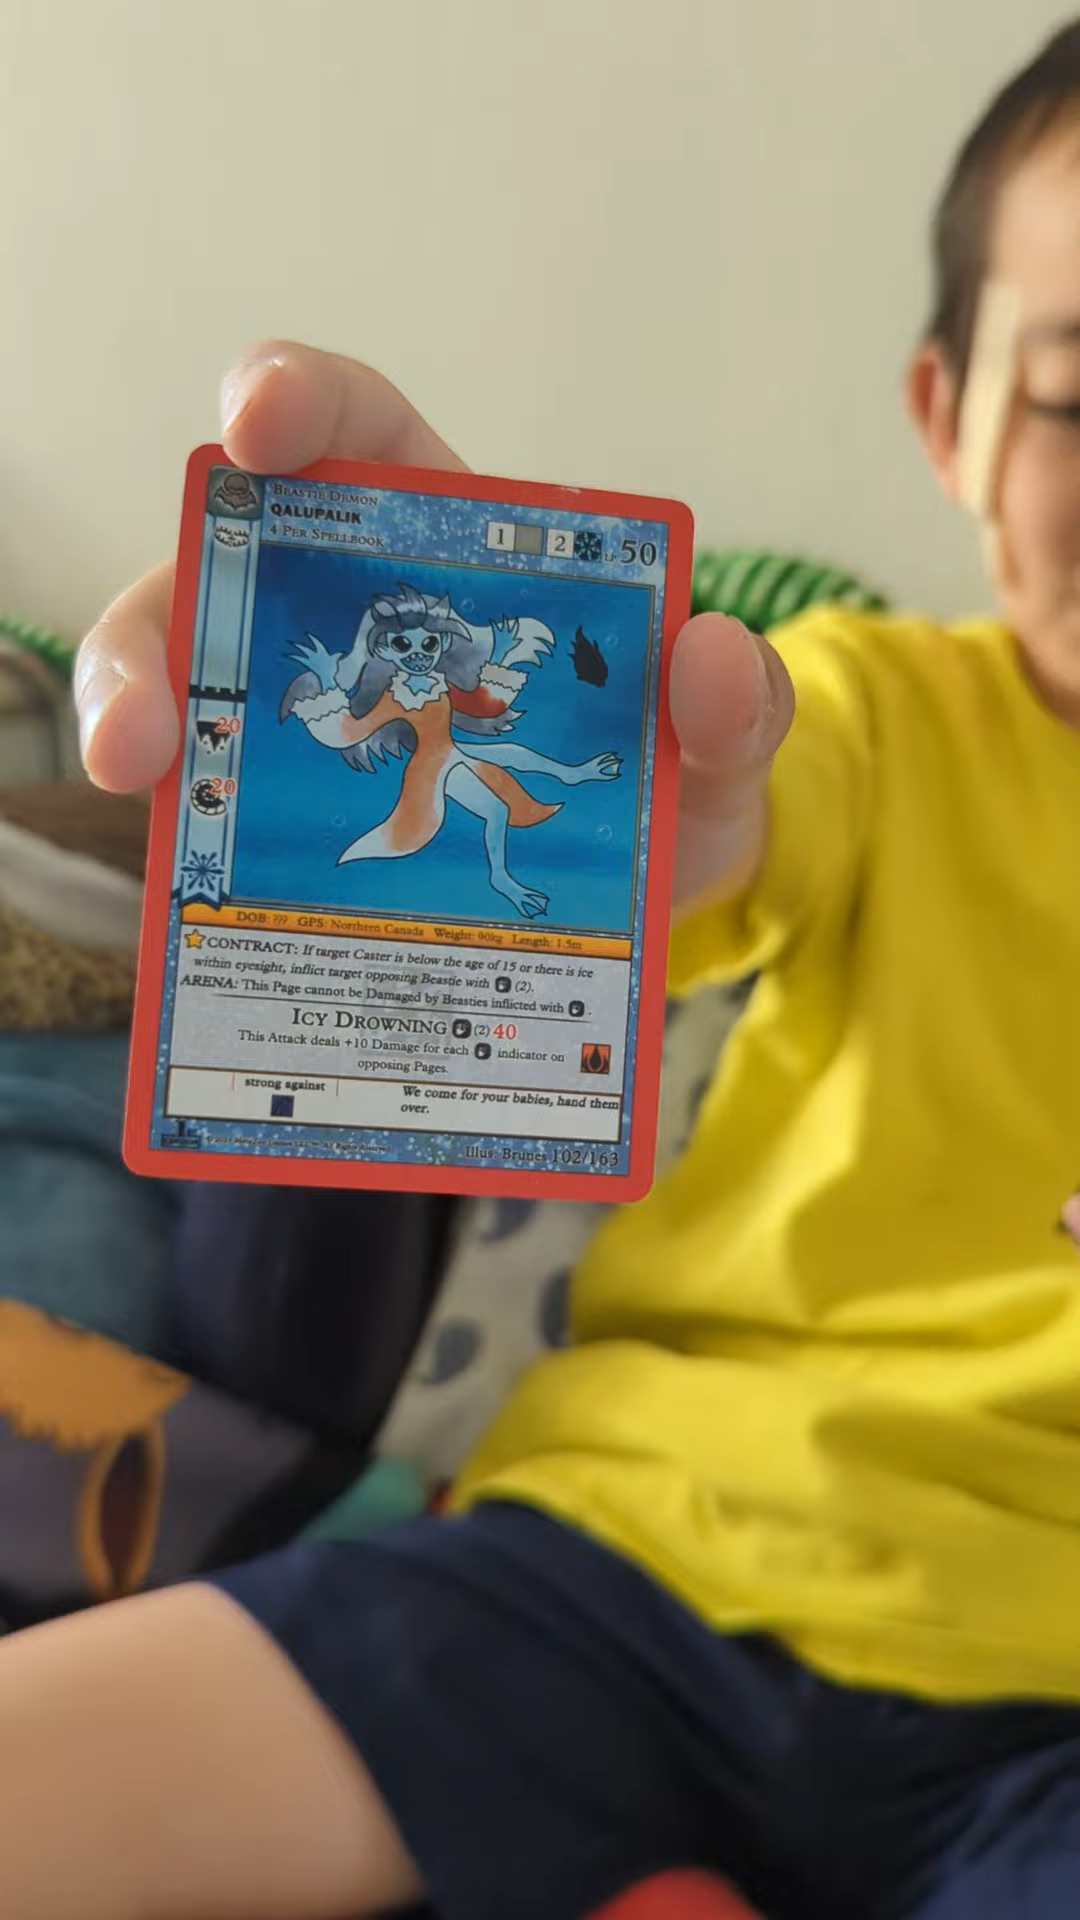 BEASTIE DEMON
QALUPALIK
4 PER SPELLBOOK
1 2 LP 50
20
20
DOB: ??? GPS: Northern Canada Weight: 90kg Length: 1.5m
CONTRACT: If target Caster is below the age of 15 or there is ice
within eyesight, inflict target opposing Beastie with (2).
ARENA: This Page cannot be Damaged by Beasties inflicted with .
ICY DROWNING (2) 40
This Attack deals +10 Damage for each indicator on
opposing Pages.
strong against
We come for your babies, hand them
over.
All Rights Reserved
Illus. Brunes 102/163